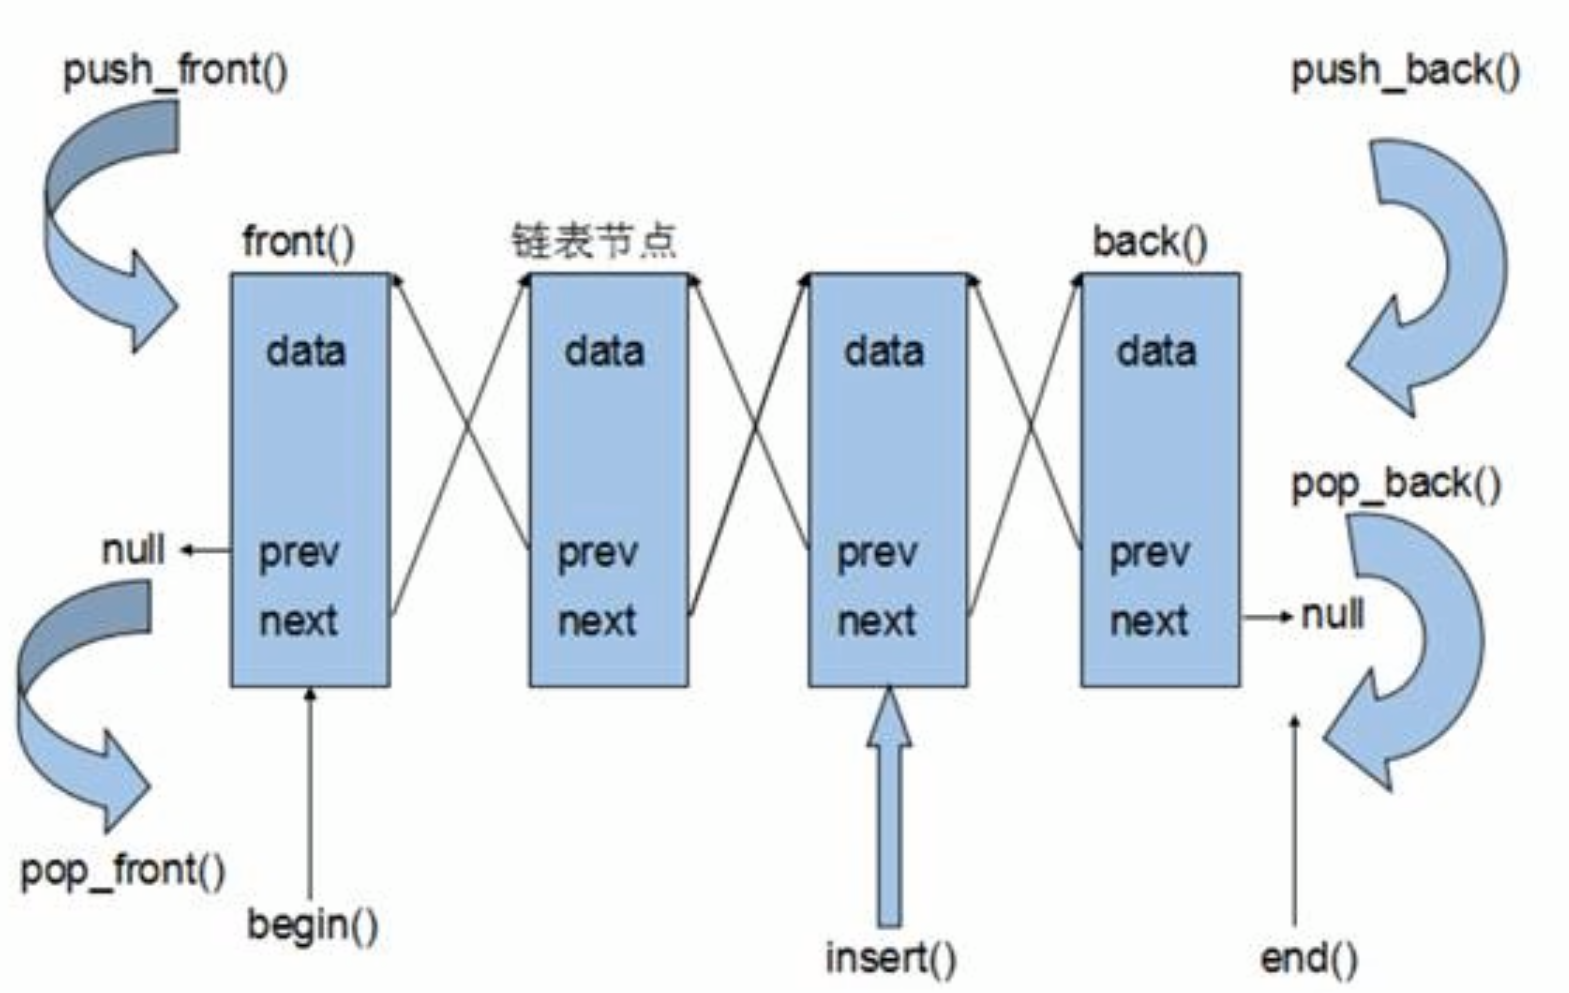 push_front()
push_back()
front()
链表节点
back()
data
data
data
data
pop_back()
null
prev
prev
prev
prev
next
next
next
next
null
pop_front()
begin()
insert()
end()